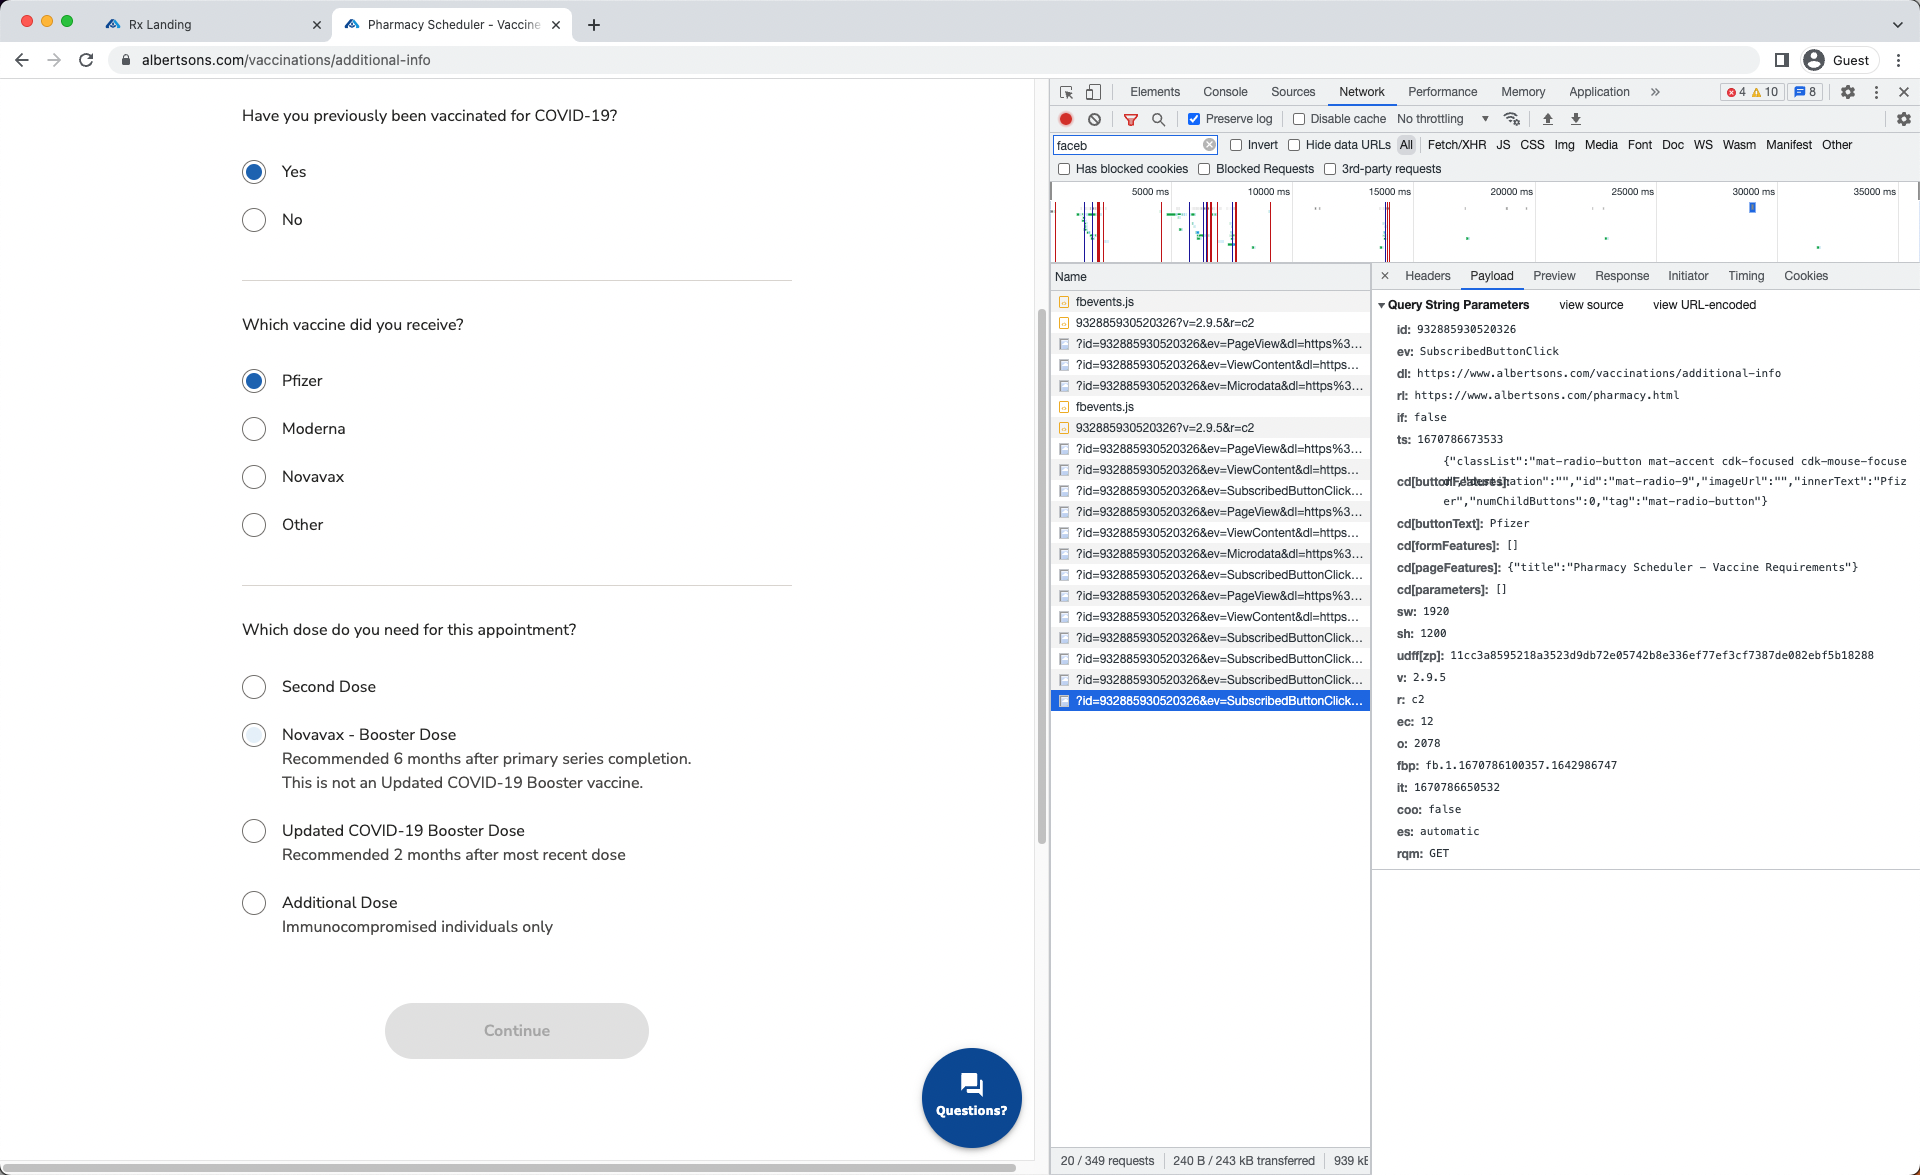 Rx Landing
Pharmacy Scheduler - Vaccine
albertsons.com/vaccinations/additional-info
Guest
Have you previously been vaccinated for COVID-19?
Yes
No
Which vaccine did you receive?
Pfizer
Moderna
Novavax
Other
Which dose do you need for this appointment?
Second Dose
Novavax - Booster Dose
Recommended 6 months after primary series completion.
This is not an Updated COVID-19 Booster vaccine.
Updated COVID-19 Booster Dose
Recommended 2 months after most recent dose
Additional Dose
Immunocompromised individuals only
Continue
Questions?
Elements Console Sources Network Performance Memory Application 4 10 8
Preserve log Disable cache No throttling
faceb Invert Hide data URLs All Fetch/XHR JS CSS Img Media Font Doc WS Wasm Manifest Other
Has blocked cookies Blocked Requests 3rd-party requests
5000 ms 10000 ms 15000 ms 20000 ms 25000 ms 30000 ms 35000 ms
Name
fbevents.js
932885930520326?v=2.9.5&r=c2
?id=932885930520326&ev=PageView&dl=https%3...
?id=932885930520326&ev=ViewContent&dl=https...
?id=932885930520326&ev=Microdata&dl=https%3...
fbevents.js
932885930520326?v=2.9.5&r=c2
?id=932885930520326&ev=PageView&dl=https%3...
?id=932885930520326&ev=ViewContent&dl=https...
?id=932885930520326&ev=SubscribedButtonClick...
?id=932885930520326&ev=PageView&dl=https%3...
?id=932885930520326&ev=ViewContent&dl=https...
?id=932885930520326&ev=Microdata&dl=https%3...
?id=932885930520326&ev=SubscribedButtonClick...
?id=932885930520326&ev=PageView&dl=https%3...
?id=932885930520326&ev=ViewContent&dl=https...
?id=932885930520326&ev=SubscribedButtonClick...
?id=932885930520326&ev=SubscribedButtonClick...
?id=932885930520326&ev=SubscribedButtonClick...
?id=932885930520326&ev=SubscribedButtonClick...
20 / 349 requests 240 B / 243 kB transferred 939 kB
Headers Payload Preview Response Initiator Timing Cookies
Query String Parameters view source view URL-encoded
id: 932885930520326
ev: SubscribedButtonClick
dl: https://www.albertsons.com/vaccinations/additional-info
rl: https://www.albertsons.com/pharmacy.html
if: false
ts: 1670786673533
{"classList":"mat-radio-button mat-accent cdk-focused cdk-mouse-focuse
cd[buttonFeatures]: d","destination":"","id":"mat-radio-9","imageUrl":"","innerText":"Pfiz
er","numChildButtons":0,"tag":"mat-radio-button"}
cd[buttonText]: Pfizer
cd[formFeatures]: []
cd[pageFeatures]: {"title":"Pharmacy Scheduler – Vaccine Requirements"}
cd[parameters]: []
sw: 1920
sh: 1200
udff[zp]: 11cc3a8595218a3523d9db72e05742b8e336ef77ef3cf7387de082ebf5b18288
v: 2.9.5
r: c2
ec: 12
o: 2078
fbp: fb.1.1670786100357.1642986747
it: 1670786650532
coo: false
es: automatic
rqm: GET